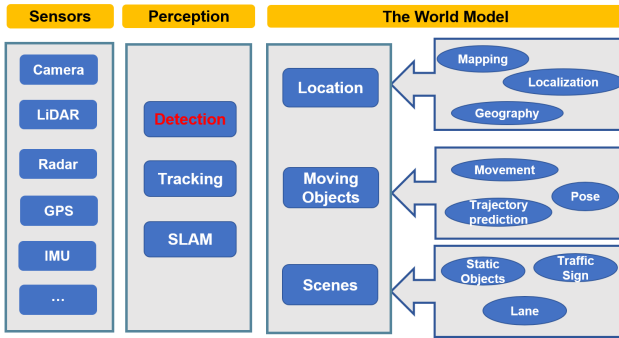 Sensors
Perception
The World Model
Camera
LiDAR
Radar
GPS
IMU
...
Detection
Tracking
SLAM
Location
Moving
Objects
Scenes
Mapping
Localization
Geography
Movement
Pose
Trajectory
prediction
Static
Objects
Traffic
Sign
Lane